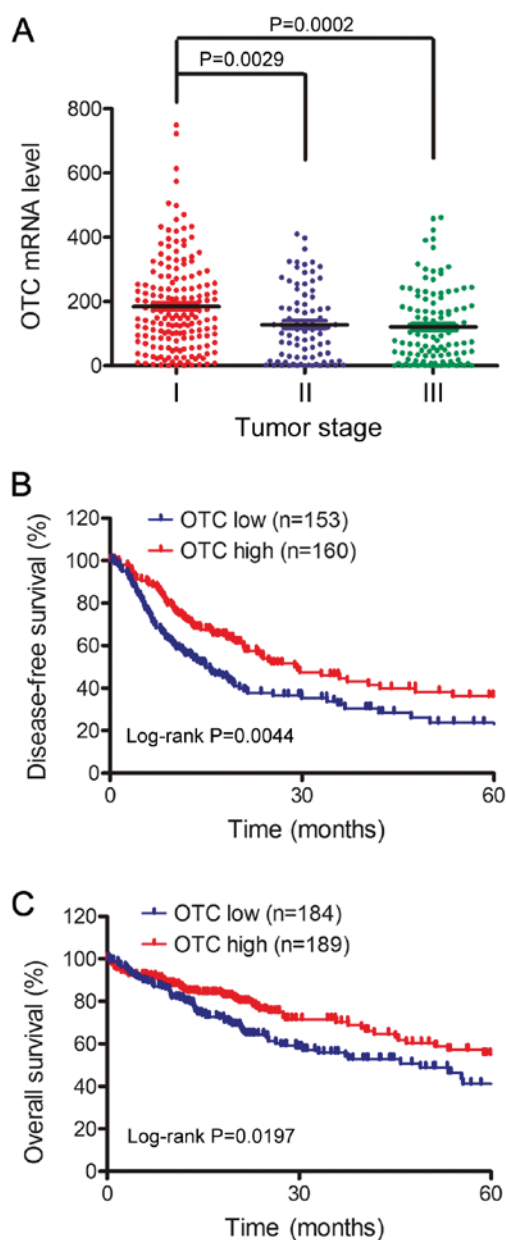 A
P=0.0002
P=0.0029
800
600
400
200
0
OTC mRNA level
I II III
Tumor stage
B
120
100
80
60
40
20
0
Disease-free survival (%)
OTC low (n=153)
OTC high (n=160)
Log-rank P=0.0044
0 30 60
Time (months)
C
120
100
80
60
40
20
0
Overall survival (%)
OTC low (n=184)
OTC high (n=189)
Log-rank P=0.0197
0 30 60
Time (months)